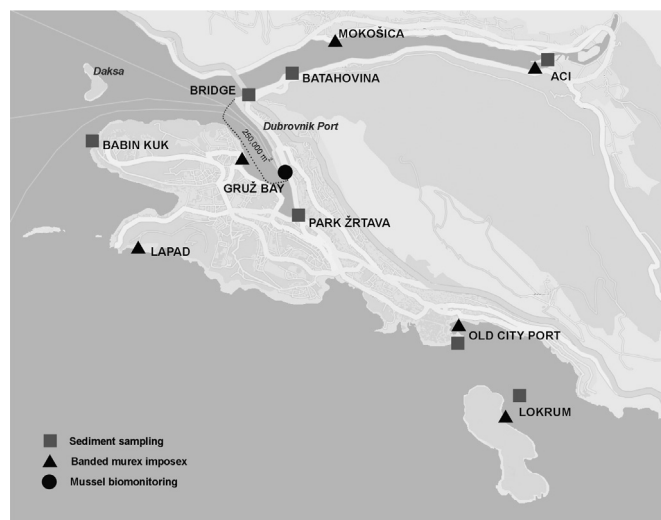 MOKOŠICA
Daksa
BATAHOVINA
ACI
BRIDGE
Dubrovnik Port
250,000 m²
BABIN KUK
GRUŽ BAY
PARK ŽRTAVA
LAPAD
OLD CITY PORT
LOKRUM
Sediment sampling
Banded murex imposex
Mussel biomonitoring